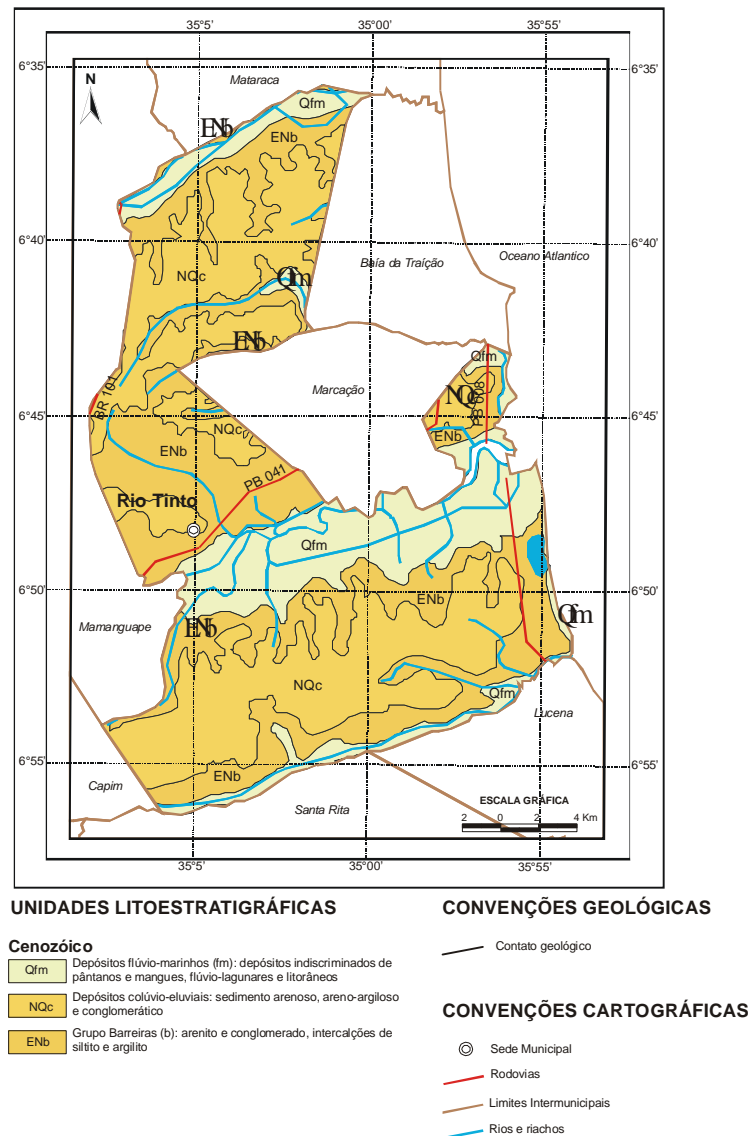 35°5' 35°00' 35°55'
6°35' 6°35'
Mataraca
N
Qfm
ENb
ENb
6°40' 6°40'
Oceano Atlantico
Baía da Traíção
NQc
Qfm
ENb
Qfm
Marcação
BR 101
NQc
PB 008
6°45' 6°45'
NQc
ENb
ENb
PB 041
Rio Tinto
Qfm
6°50' 6°50'
ENb
Qfm
Mamanguape
ENb
NQc
Qfm
Lucena
6°55' 6°55'
ENb
Capim
Santa Rita
ESCALA GRÁFICA
2 0 2 4 Km
35°5' 35°00' 35°55'
UNIDADES LITOESTRATIGRÁFICAS
Cenozóico
Qfm Depósitos flúvio-marinhos (fm): depósitos indiscriminados de
pântanos e mangues, flúvio-lagunares e litorâneos
NQc Depósitos colúvio-eluviais: sedimento arenoso, areno-argiloso
e conglomerático
ENb Grupo Barreiras (b): arenito e conglomerado, intercalções de
siltito e argilito
CONVENÇÕES GEOLÓGICAS
Contato geológico
CONVENÇÕES CARTOGRÁFICAS
Sede Municipal
Rodovias
Limites Intermunicipais
Rios e riachos